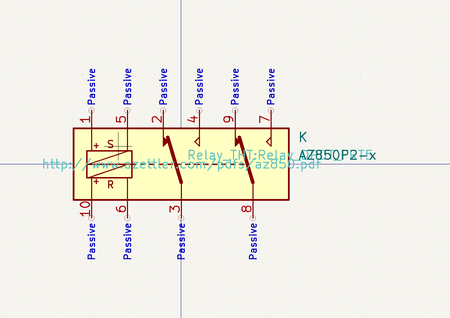 Passive Passive Passive Passive Passive Passive
1 5 2 4 9 7
K
+ S
Relay_THT:Relay
AZ850P2-x
http://www.azettler.com/pdfs/az850.pdf
+ R
10 6 3 8
Passive Passive Passive Passive